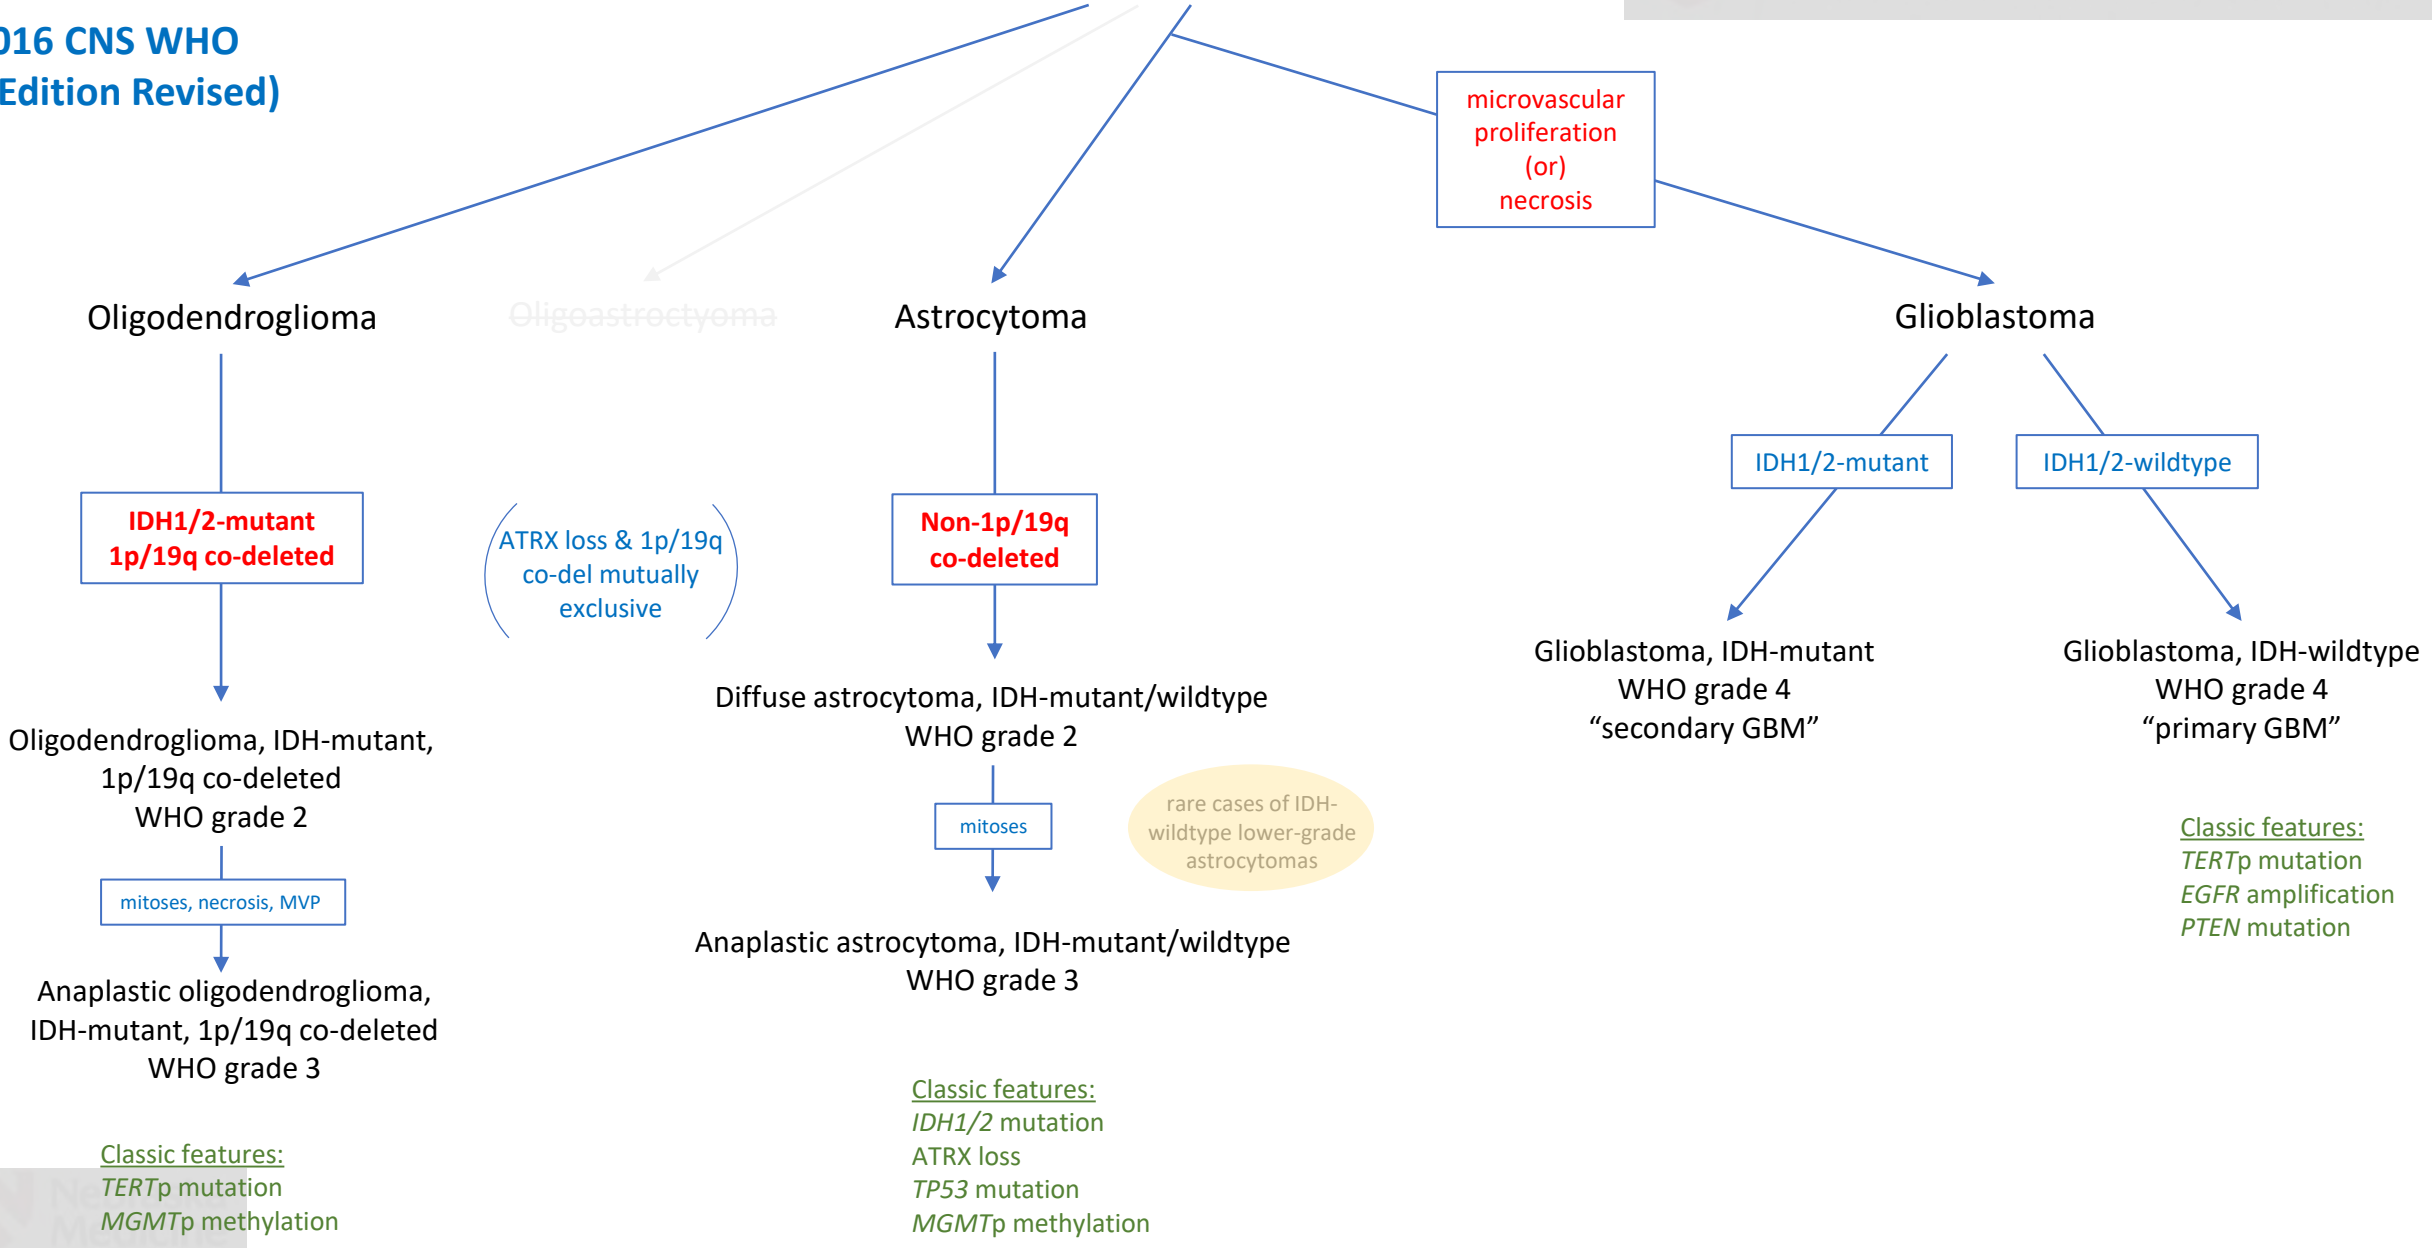 016 CNS WHO
Edition Revised)
microvascular
proliferation
(or)
necrosis
Oligodendroglioma
Oligoastroctyoma
Astrocytoma
Glioblastoma
IDH1/2-mutant
IDH1/2-wildtype
IDH1/2-mutant
1p/19q co-deleted
ATRX loss & 1p/19q
co-del mutually
exclusive
Non-1p/19q
co-deleted
Glioblastoma, IDH-mutant
WHO grade 4
“secondary GBM”
Glioblastoma, IDH-wildtype
WHO grade 4
“primary GBM”
Diffuse astrocytoma, IDH-mutant/wildtype
WHO grade 2
Oligodendroglioma, IDH-mutant,
1p/19q co-deleted
WHO grade 2
mitoses
rare cases of IDH-
wildtype lower-grade
astrocytomas
Classic features:
TERTp mutation
EGFR amplification
PTEN mutation
mitoses, necrosis, MVP
Anaplastic astrocytoma, IDH-mutant/wildtype
WHO grade 3
Anaplastic oligodendroglioma,
IDH-mutant, 1p/19q co-deleted
WHO grade 3
Classic features:
IDH1/2 mutation
ATRX loss
TP53 mutation
MGMTp methylation
Classic features:
TERTp mutation
MGMTp methylation
Medicine